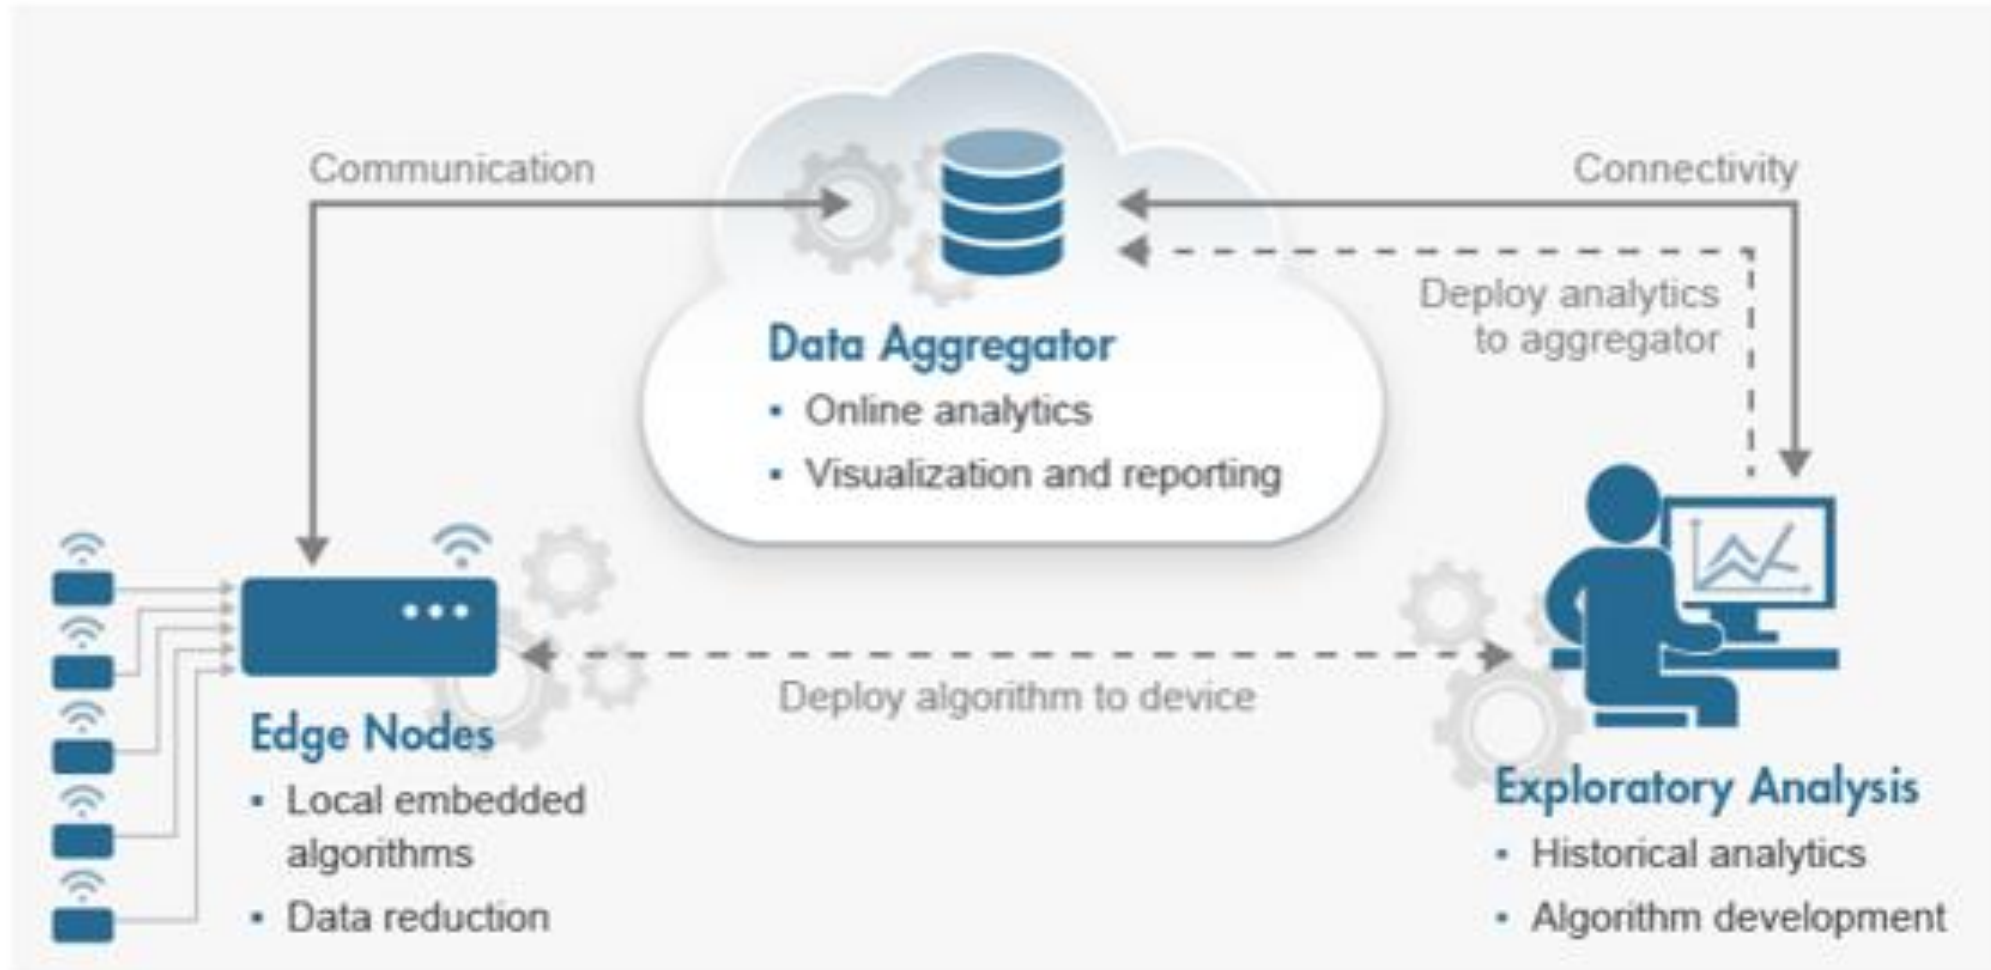 Communication
Connectivity
Deploy analytics
to aggregator
Data Aggregator
▪ Online analytics
▪ Visualization and reporting
Deploy algorithm to device
Edge Nodes
▪ Local embedded
algorithms
▪ Data reduction
Exploratory Analysis
▪ Historical analytics
▪ Algorithm development